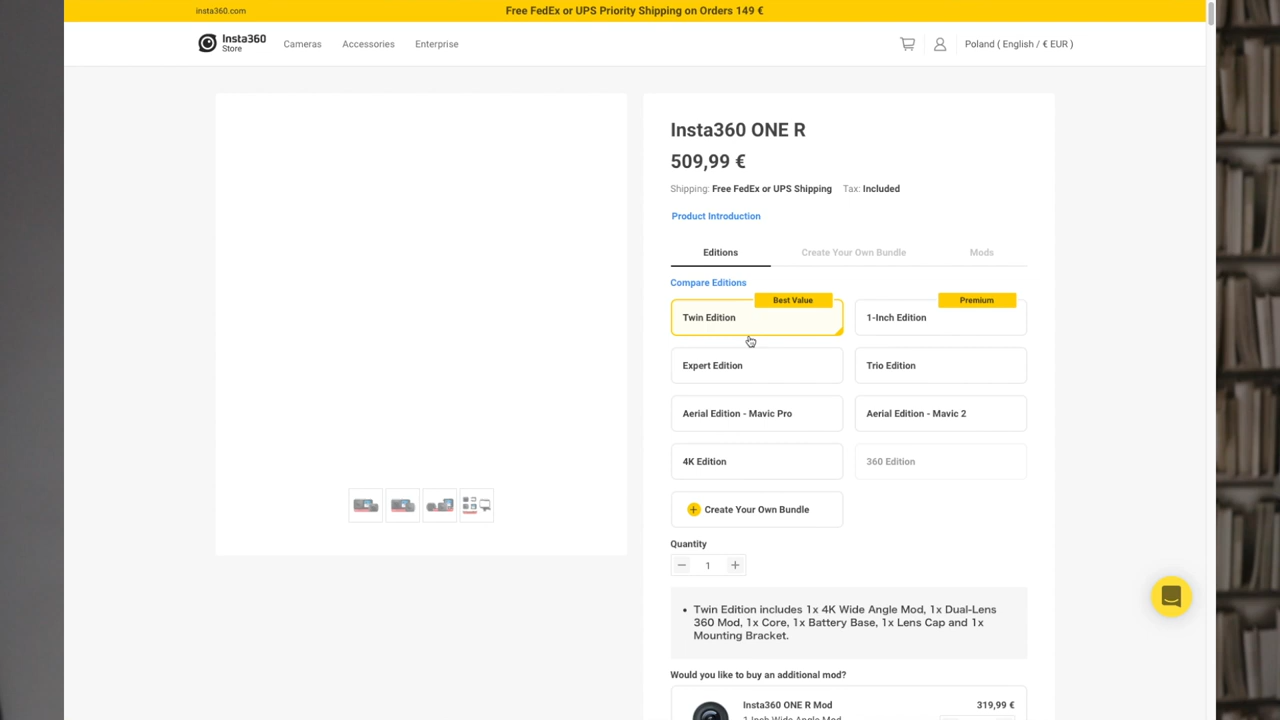 insta360.com
Free FedEx or UPS Priority Shipping on Orders 149 €
Insta360
Store
Cameras
Accessories
Enterprise
Poland ( English / € EUR )
Insta360 ONE R
509,99 €
Shipping: Free FedEx or UPS Shipping Tax: Included
Product Introduction
Editions
Create Your Own Bundle
Mods
Compare Editions
Best Value
Premium
Twin Edition
1-Inch Edition
Expert Edition
Trio Edition
Aerial Edition - Mavic Pro
Aerial Edition - Mavic 2
4K Edition
360 Edition
+ Create Your Own Bundle
Quantity
− 1 +
• Twin Edition includes 1x 4K Wide Angle Mod, 1x Dual-Lens
360 Mod, 1x Core, 1x Battery Base, 1x Lens Cap and 1x
Mounting Bracket.
Would you like to buy an additional mod?
Insta360 ONE R Mod
319,99 €
1-Inch Wide Angle Mod